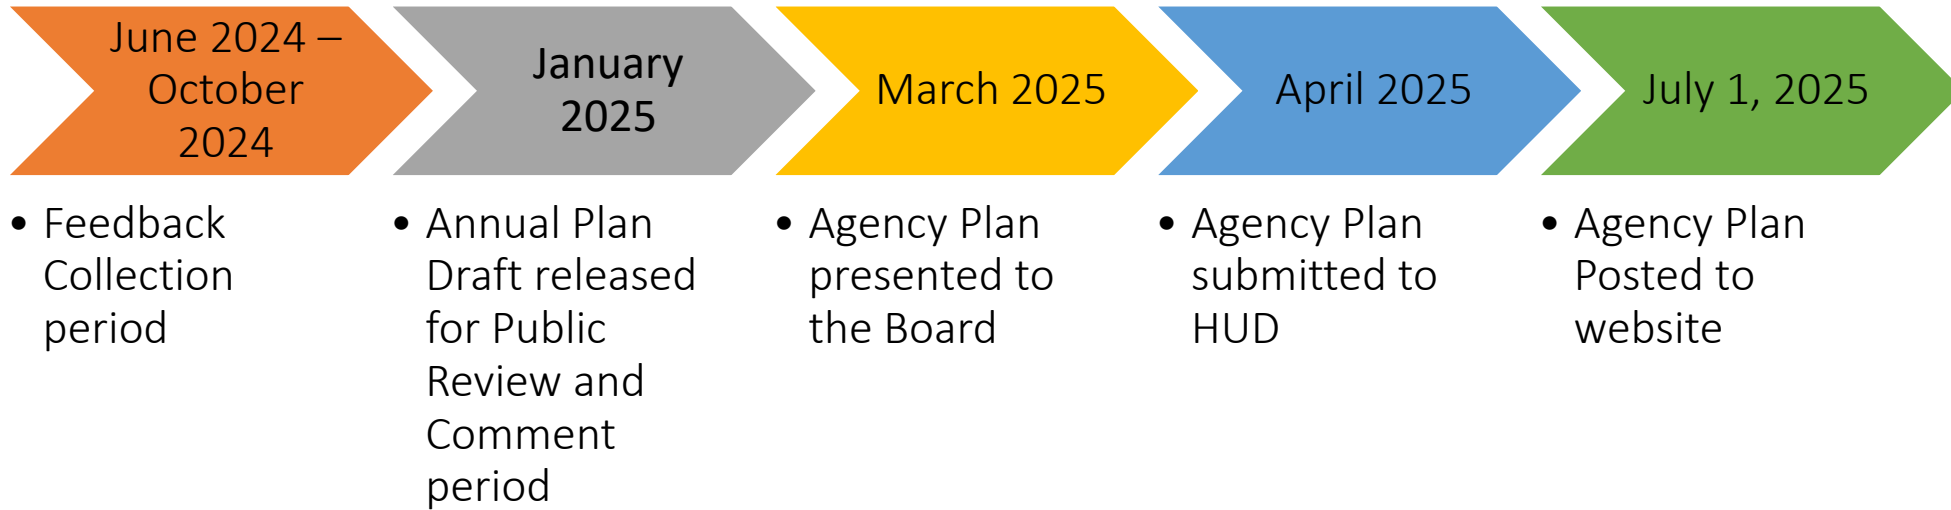 June 2024 –
October
2024
• Feedback
Collection
period
January
2025
• Annual Plan
Draft released
for Public
Review and
Comment
period
March 2025
• Agency Plan
presented to
the Board
April 2025
• Agency Plan
submitted to
HUD
July 1, 2025
• Agency Plan
Posted to
website